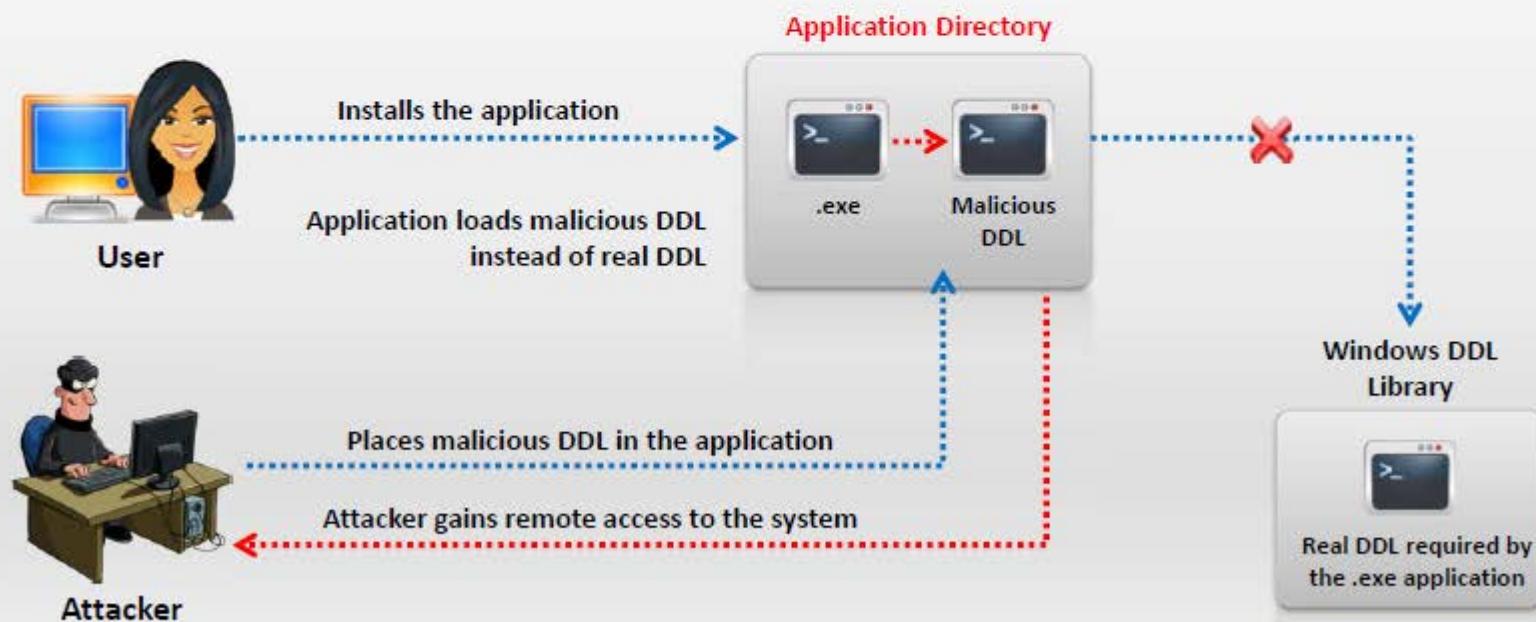 Application Directory
Installs the application
.exe
Malicious
DDL
Application loads malicious DDL
instead of real DDL
User
Windows DDL
Library
Places malicious DDL in the application
Attacker gains remote access to the system
Real DDL required by
the .exe application
Attacker